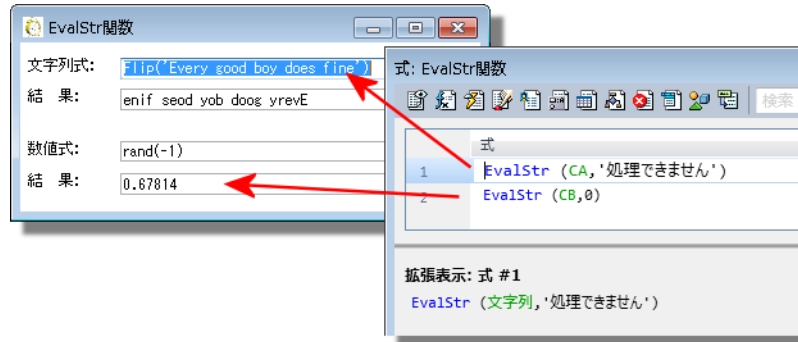 EvalStr関数
文字列式:
Flip('Every good boy does fine')
結 果:
enif seod yob doog yrevE
数値式:
rand(-1)
結 果:
0.67814
式: EvalStr関数
検索
式
1 EvalStr (CA,'処理できません')
2 EvalStr (CB,0)
拡張表示: 式 #1
EvalStr (文字列,'処理できません')